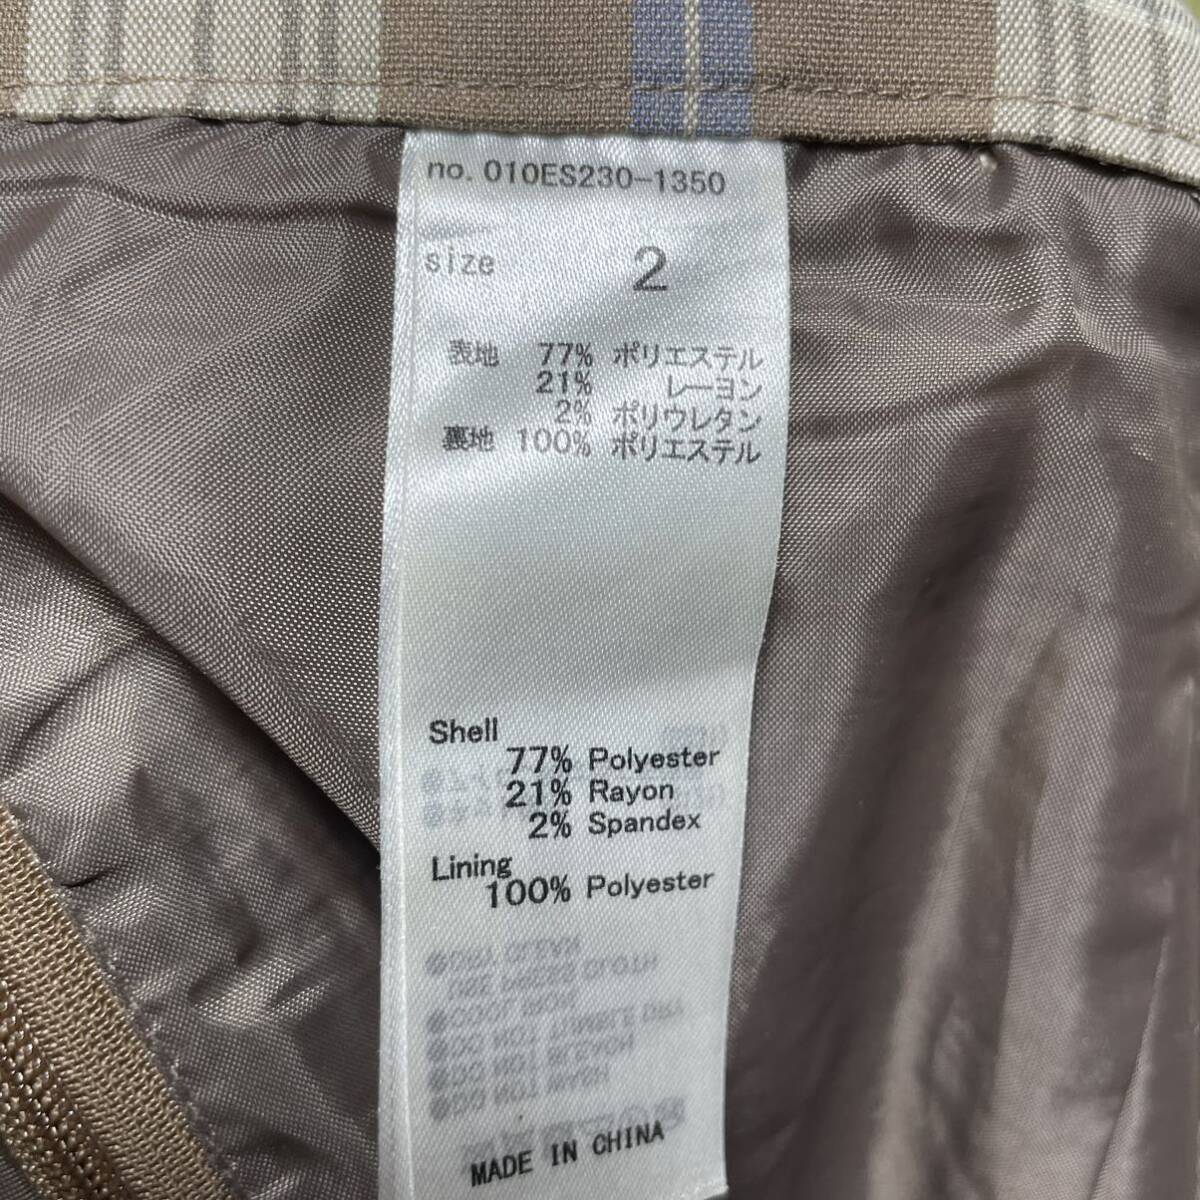 no. 010ES230-1350
size 2
表地 77% ポリエステル
21% レーヨン
2% ポリウレタン
裏地 100% ポリエステル
Shell
77% Polyester
21% Rayon
2% Spandex
Lining
100% Polyester
MADE IN CHINA